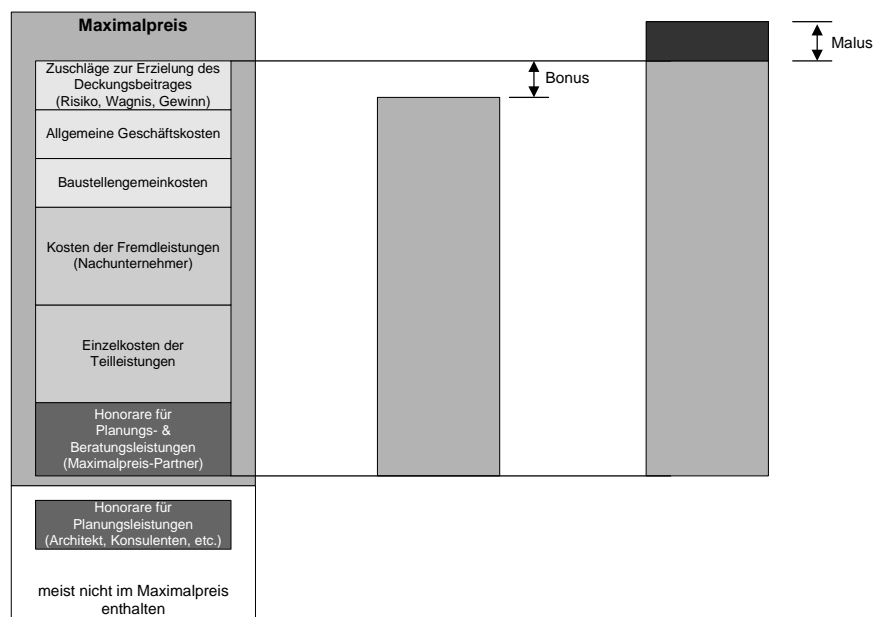 Maximalpreis
Zuschläge zur Erzielung des
Deckungsbeitrages
(Risiko, Wagnis, Gewinn)
Allgemeine Geschäftskosten
Baustellengemeinkosten
Kosten der Fremdleistungen
(Nachunternehmer)
Einzelkosten der
Teilleistungen
Honorare für
Planungs- &
Beratungsleistungen
(Maximalpreis-Partner)
Honorare für
Planungsleistungen
(Architekt, Konsulenten, etc.)
meist nicht im Maximalpreis
enthalten
Bonus
Malus